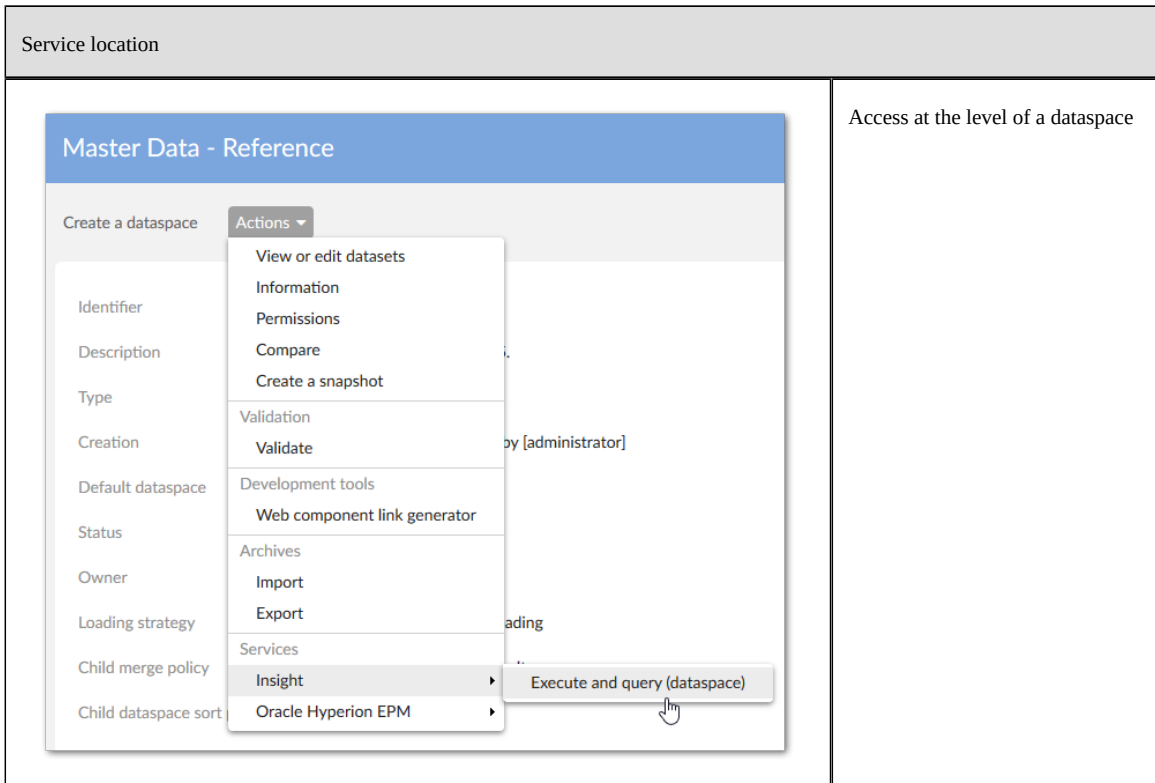 Service location
Access at the level of a dataspace
Master Data - Reference
Create a dataspace Actions
View or edit datasets
Information
Identifier
Permissions
Description Compare
Create a snapshot
Type
Validation
Creation Validate by [administrator]
Default dataspace Development tools
Web component link generator
Status
Archives
Owner Import
Export
Loading strategy ading
Services
Child merge policy
Insight Execute and query (dataspace)
Child dataspace sort Oracle Hyperion EPM